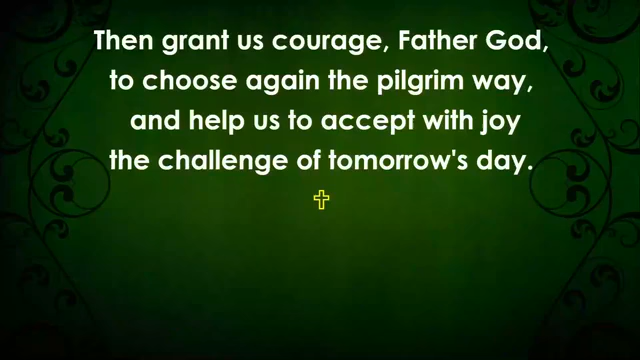 Then grant us courage, Father God,
to choose again the pilgrim way,
and help us to accept with joy
the challenge of tomorrow's day.